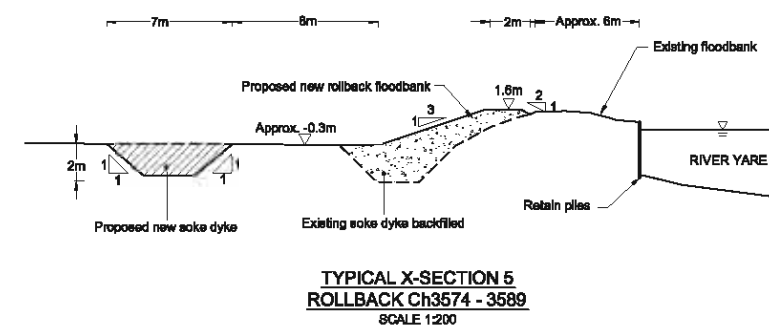 7m
8m
2m
Approx. 6m
Existing floodbank
Proposed new rollback floodbank
1.6m
2
1
3
1
Approx. -0.3m
2m
1
1
1
1
RIVER YARE
Retain piles
Proposed new soke dyke
Existing soke dyke backfilled
TYPICAL X-SECTION 5
ROLLBACK Ch3574 - 3589
SCALE 1:200